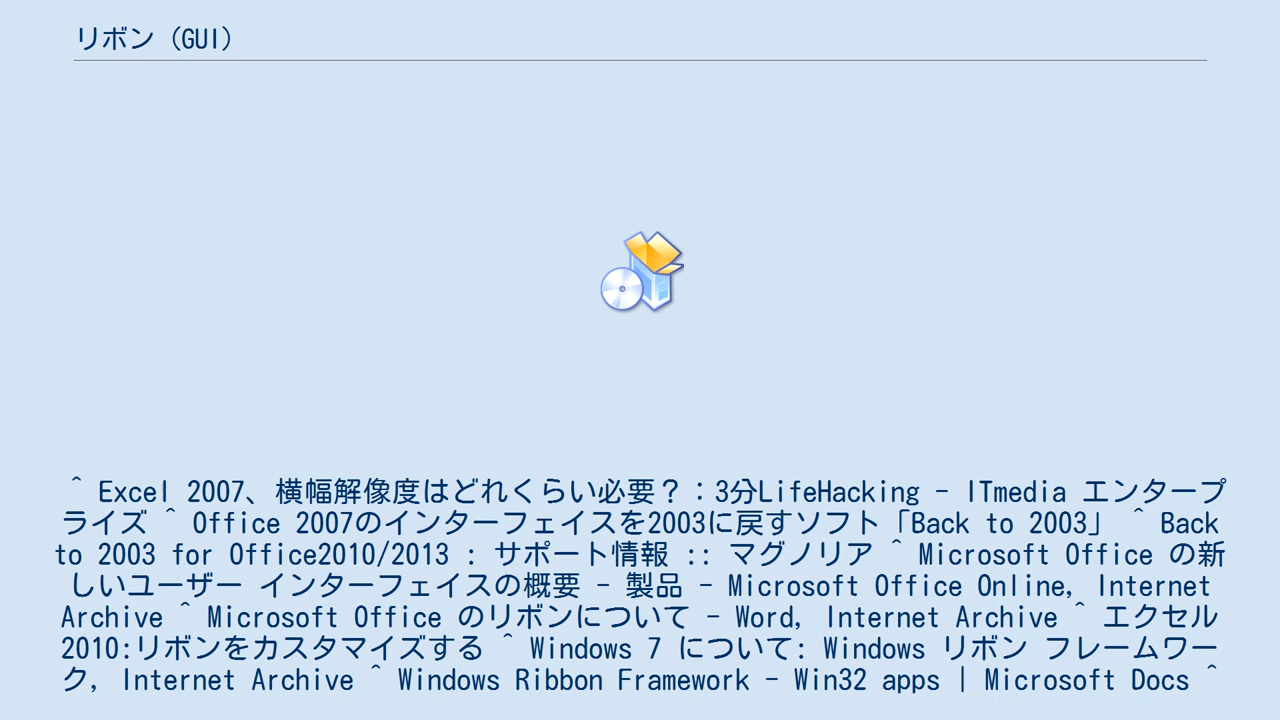 リボン（GUI）
^ Excel 2007、横幅解像度はどれくらい必要？：3分LifeHacking - ITmedia エンタープ
ライズ ^ Office 2007のインターフェイスを2003に戻すソフト「Back to 2003」 ^ Back
to 2003 for Office2010/2013 : サポート情報 :: マグノリア ^ Microsoft Office の新
しいユーザー インターフェイスの概要 - 製品 - Microsoft Office Online, Internet
Archive ^ Microsoft Office のリボンについて - Word, Internet Archive ^ エクセル
2010:リボンをカスタマイズする ^ Windows 7 について: Windows リボン フレームワー
ク, Internet Archive ^ Windows Ribbon Framework - Win32 apps | Microsoft Docs ^